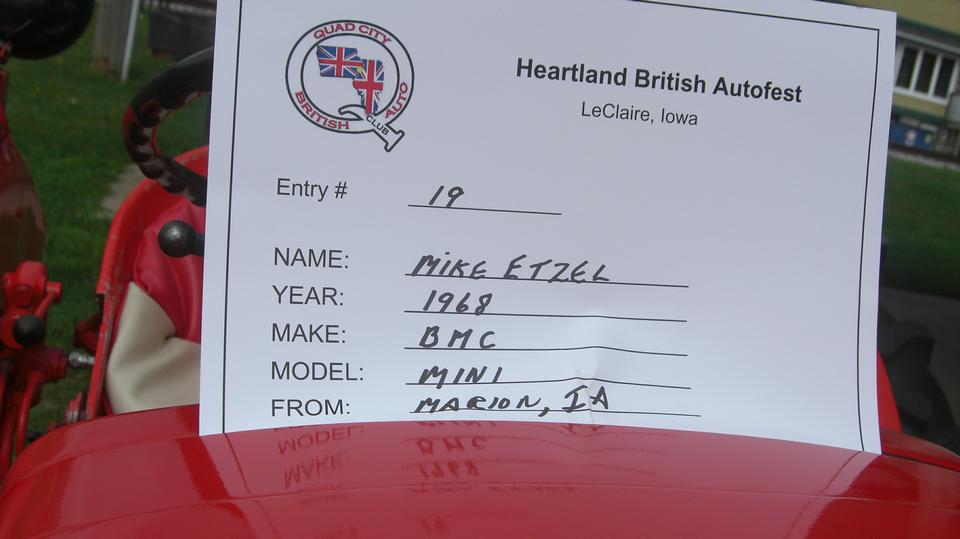 QUAD CITY
BRITISH AUTO
CLUB
Heartland British Autofest
LeClaire, Iowa
Entry # 19
NAME: MIKE ETZEL
YEAR: 1968
MAKE: BMC
MODEL: MINI
FROM: MARION, IA